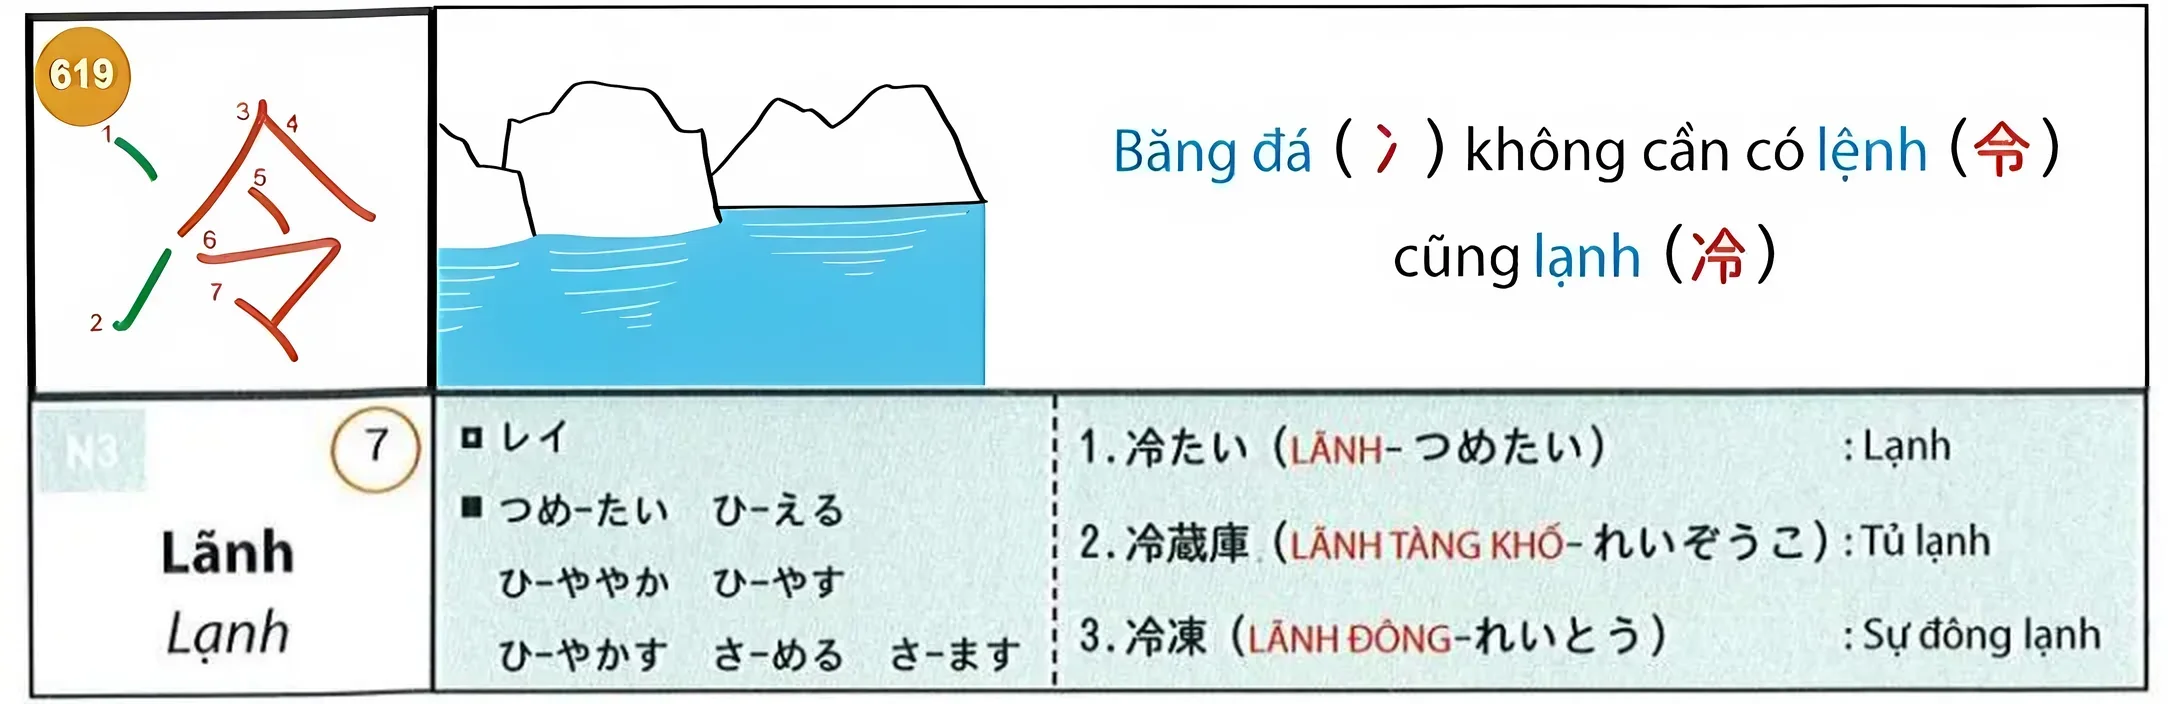 619
1
2
3
4
5
6
7
Băng đá (冫) không cần có lệnh (令)
cũng lạnh (冷)
N3
7
Lãnh
Lạnh
レイ
つめ-たい ひ-える
ひ-ややか ひ-やす
ひ-やかす さ-める さ-ます
1.冷たい (LÃNH-つめたい) : Lạnh
2.冷蔵庫 (LÃNH TÀNG KHỐ-れいぞうこ) : Tủ lạnh
3.冷凍 (LÃNH ĐÔNG-れいとう) : Sự đông lạnh